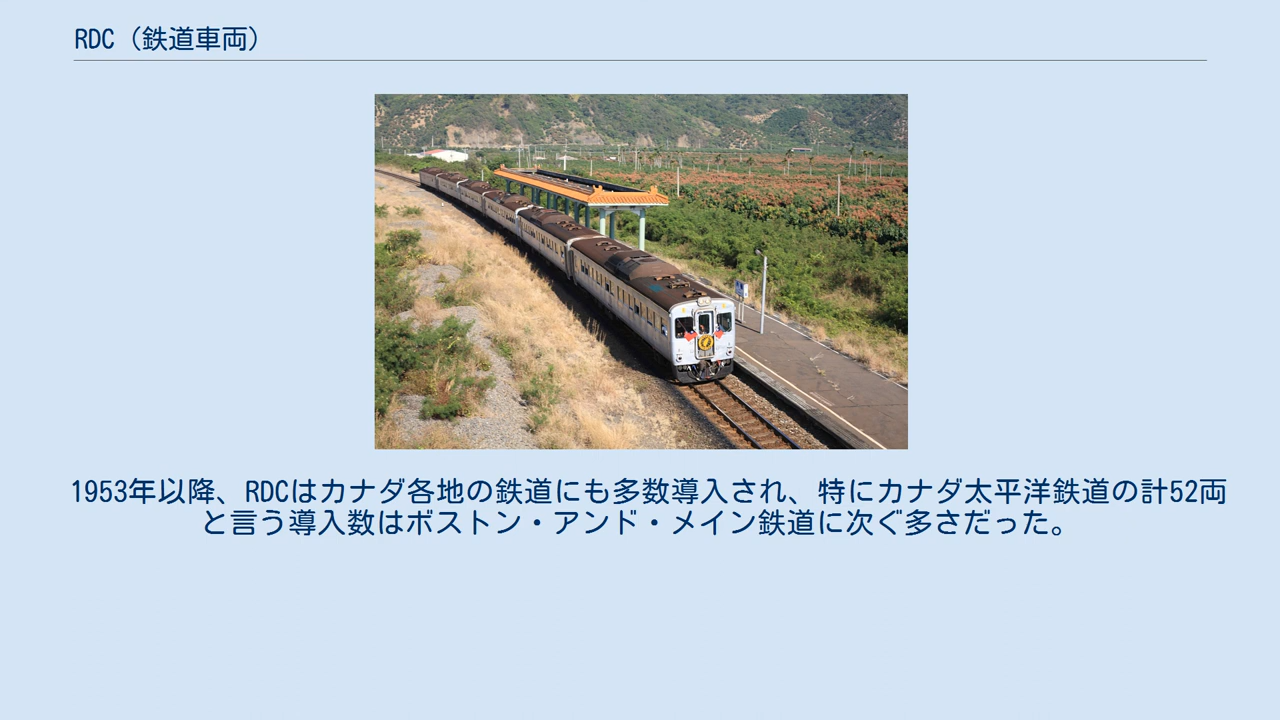 RDC（鉄道車両）
1953年以降、RDCはカナダ各地の鉄道にも多数導入され、特にカナダ太平洋鉄道の計52両
と言う導入数はボストン・アンド・メイン鉄道に次ぐ多さだった。